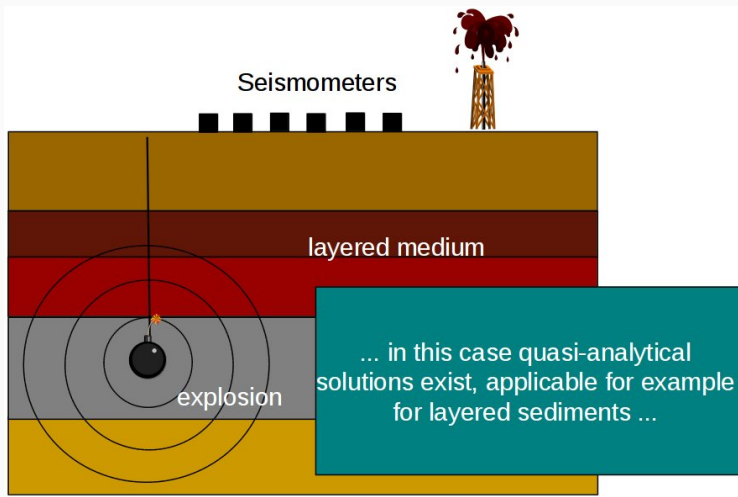 Seismometers
layered medium
... in this case quasi-analytical
solutions exist, applicable for example
for layered sediments ...
explosion